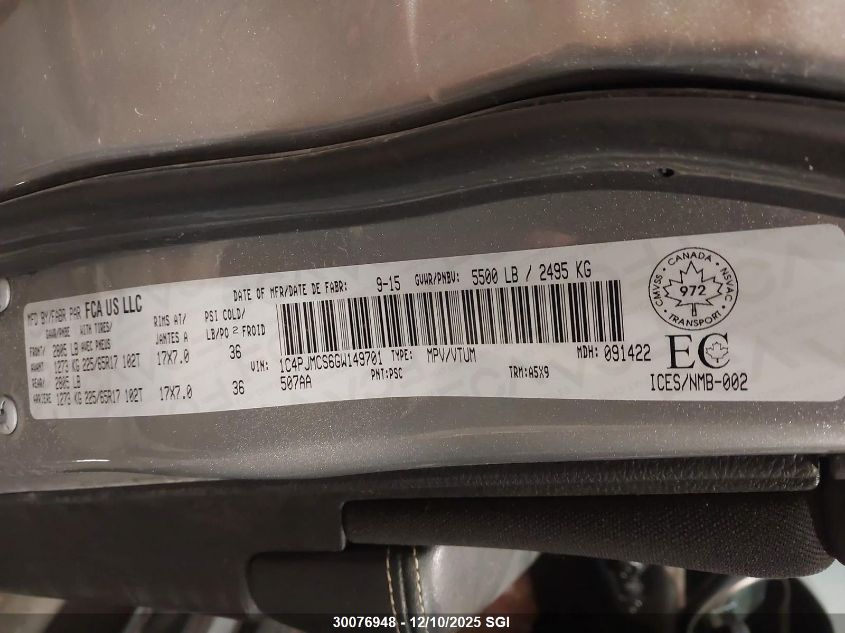 MFD BY/FABR PAR FCA US LLC
DATE OF MFR/DATE DE FABR: 9-15 GVWR/PNBV: 5500 LB / 2495 KG
GAWR/PNBE WITH TIRES/ RIMS AT/ PSI COLD/
AVEC PNEUS JANTES A LB/PO² FROID
FRONT/ 2805 LB
AVANT 1273 KG 225/65R17 102T 17X7.0 36
REAR/ 2805 LB
ARRIERE 1273 KG 225/65R17 102T 17X7.0 36
VIN: 1C4PJMCS6GW149701 TYPE: MPV/VTUM MDH: 091422
507AA PNT:PSC TRM:A5X9
CANADA
CMVSS NSVAC
972
TRANSPORT
EC
ICES/NMB-002
30076948 - 12/10/2025 SGI